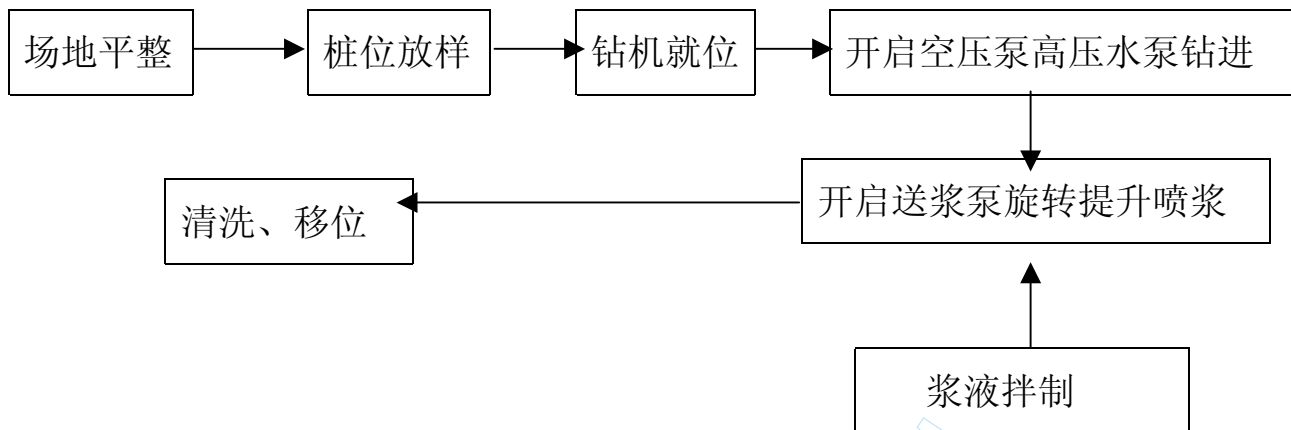 场地平整
桩位放样
钻机就位
开启空压泵高压水泵钻进
开启送浆泵旋转提升喷浆
清洗、移位
浆液拌制